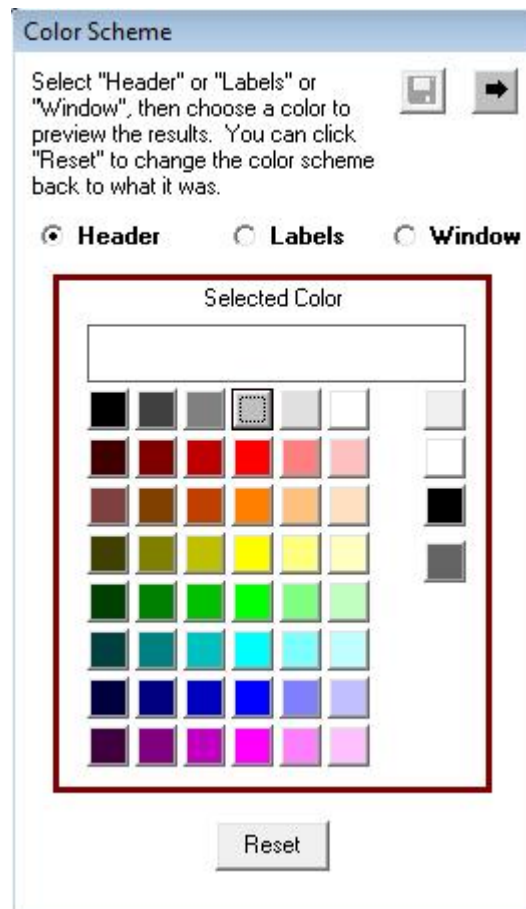 Color Scheme
Select "Header" or "Labels" or
"Window", then choose a color to
preview the results.  You can click
"Reset" to change the color scheme
back to what it was.
Header Labels Window
Selected Color
Reset